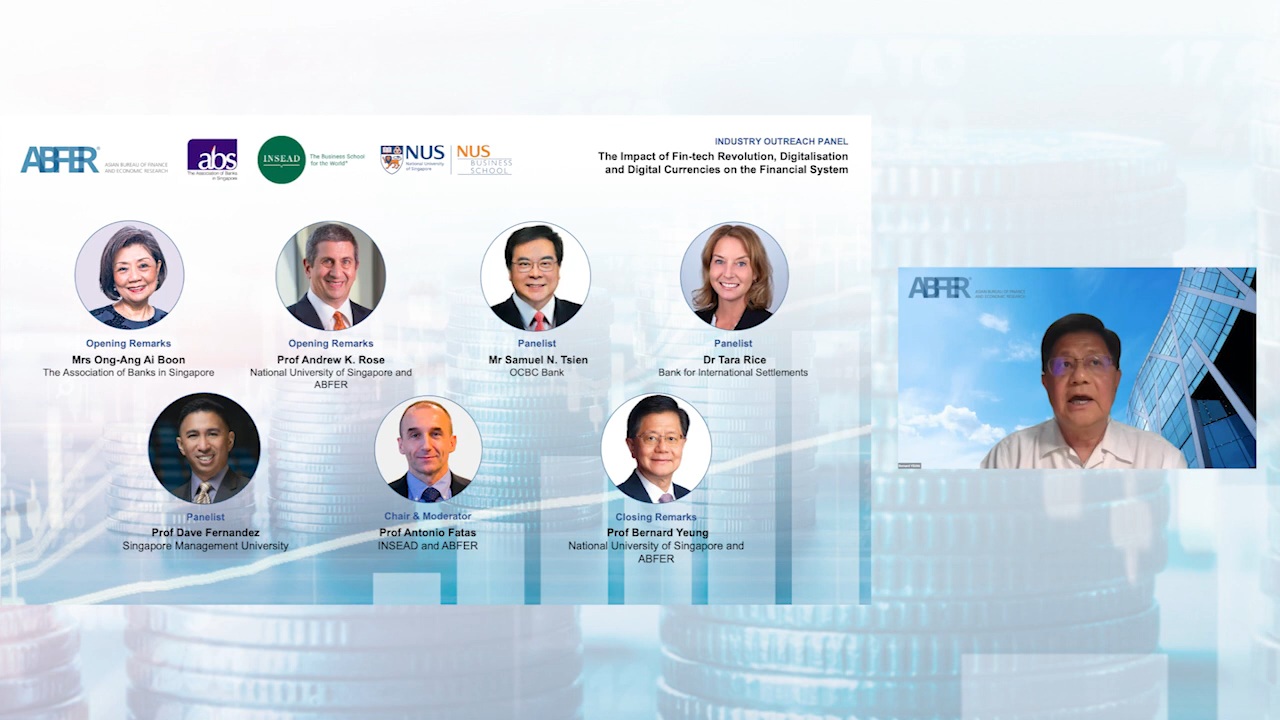 ABFER
ASIAN BUREAU OF FINANCE
AND ECONOMIC RESEARCH
abs
The Association of Banks
in Singapore
INSEAD
The Business School
for the World®
NUS
National University
of Singapore
NUS
BUSINESS
SCHOOL
INDUSTRY OUTREACH PANEL
The Impact of Fin-tech Revolution, Digitalisation
and Digital Currencies on the Financial System
Opening Remarks
Mrs Ong-Ang Ai Boon
The Association of Banks in Singapore
Opening Remarks
Prof Andrew K. Rose
National University of Singapore and
ABFER
Panelist
Mr Samuel N. Tsien
OCBC Bank
Panelist
Dr Tara Rice
Bank for International Settlements
Panelist
Prof Dave Fernandez
Singapore Management University
Chair & Moderator
Prof Antonio Fatas
INSEAD and ABFER
Closing Remarks
Prof Bernard Yeung
National University of Singapore and
ABFER
ABFER
ASIAN BUREAU OF FINANCE
AND ECONOMIC RESEARCH